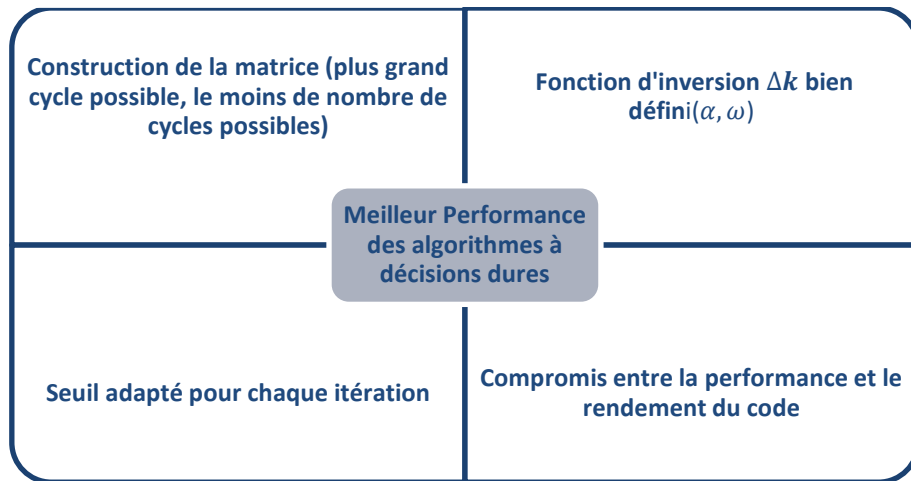 Construction de la matrice (plus grand
cycle possible, le moins de nombre de
cycles possibles)
Fonction d'inversion Δk bien
défini(α, ω)
Meilleur Performance
des algorithmes à
décisions dures
Seuil adapté pour chaque itération
Compromis entre la performance et le
rendement du code